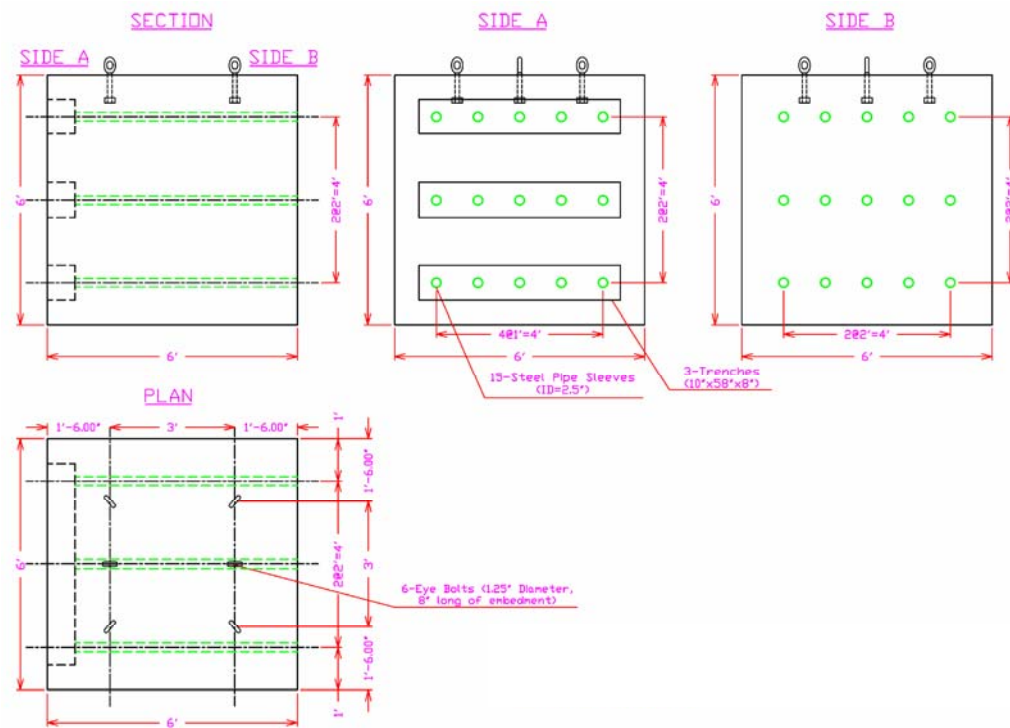 SECTION
SIDE A
SIDE B
6'
2@2'=4'
6'
SIDE A
6'
2@2'=4'
4@1'=4'
6'
15-Steel Pipe Sleeves
(ID=2.5")
3-Trenches
(10"x58"x8")
SIDE B
6'
2@2'=4'
2@2'=4'
6'
PLAN
1'-6.00"
3'
1'-6.00"
1'
1'-6.00"
6'
2@2'=4'
3'
6-Eye Bolts (1.25" Diameter,
8" long of embedment)
1'-6.00"
1'
6'